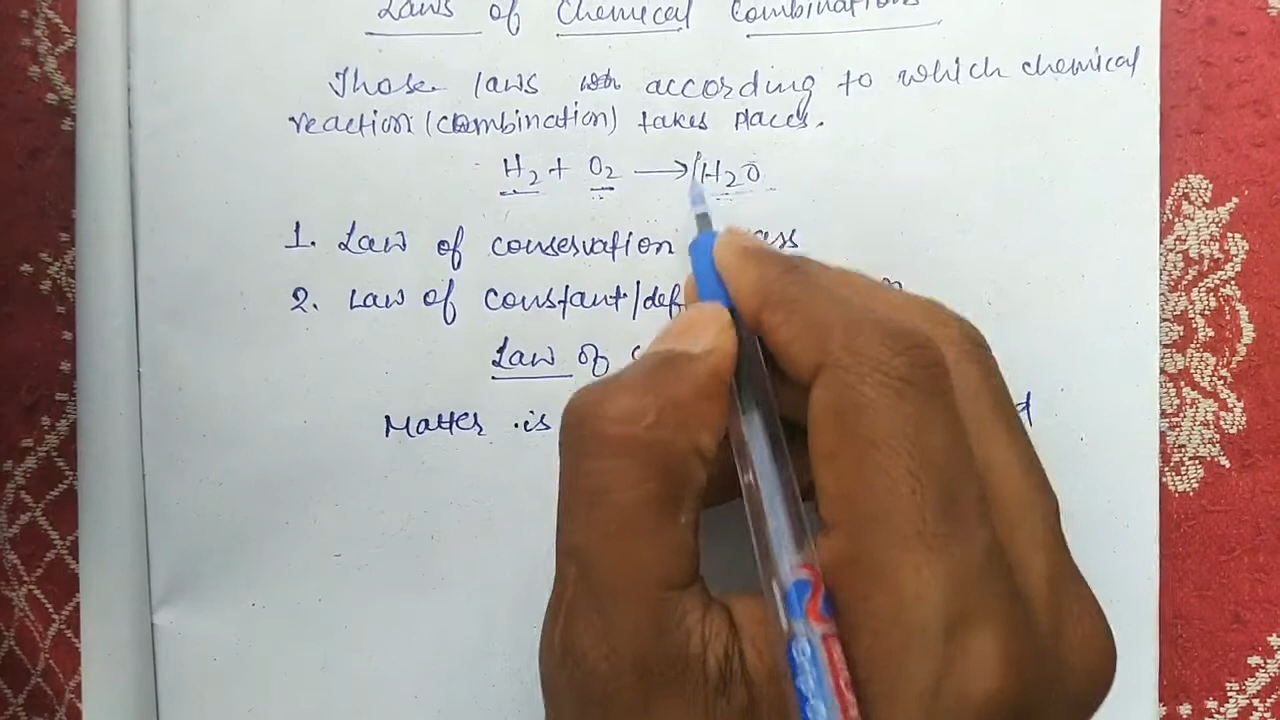 Laws of Chemical Combinations
Those laws according to which chemical
reaction (combination) takes places.
H2 + O2 → H2O
1. Law of conservation
2. Law of constant/def
Law of
Matter is